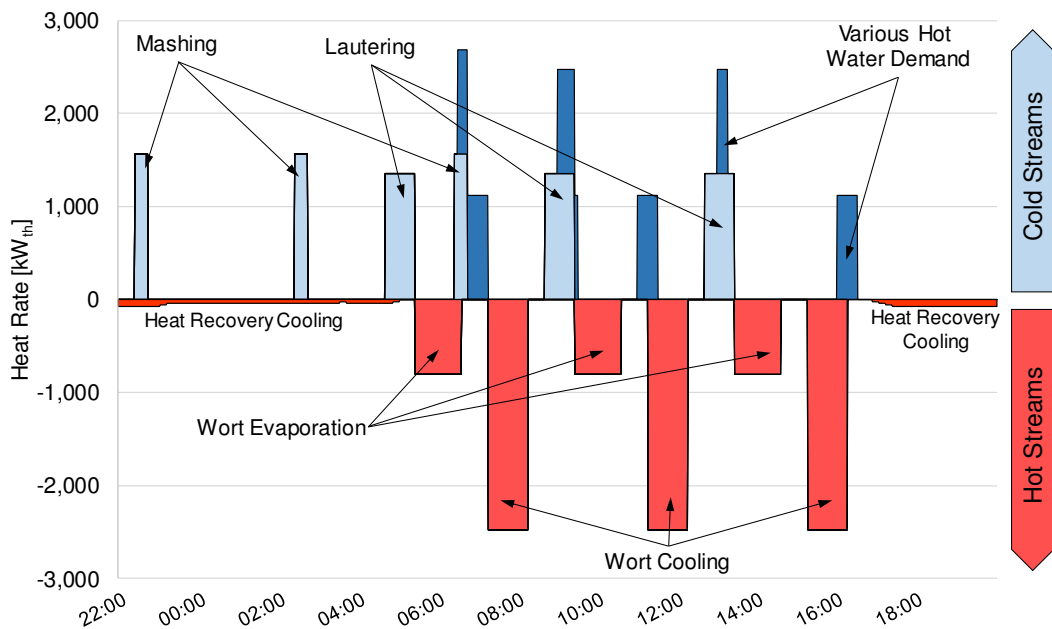 3,000
2,000
1,000
0
-1,000
-2,000
-3,000
Heat Rate [kWth]
Mashing
Lautering
Various Hot
Water Demand
Heat Recovery Cooling
Heat Recovery
Cooling
Wort Evaporation
Wort Cooling
22:00
00:00
02:00
04:00
06:00
08:00
10:00
12:00
14:00
16:00
18:00
Cold Streams
Hot Streams